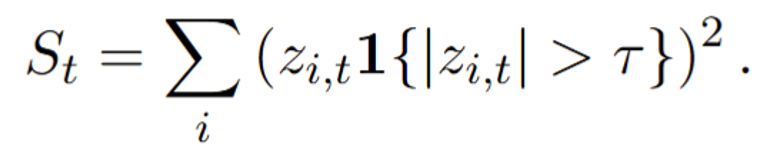 $S_t = \sum_i \left( z_{i,t} \mathbf{1}\{|z_{i,t}| > \tau\} \right)^2 .$